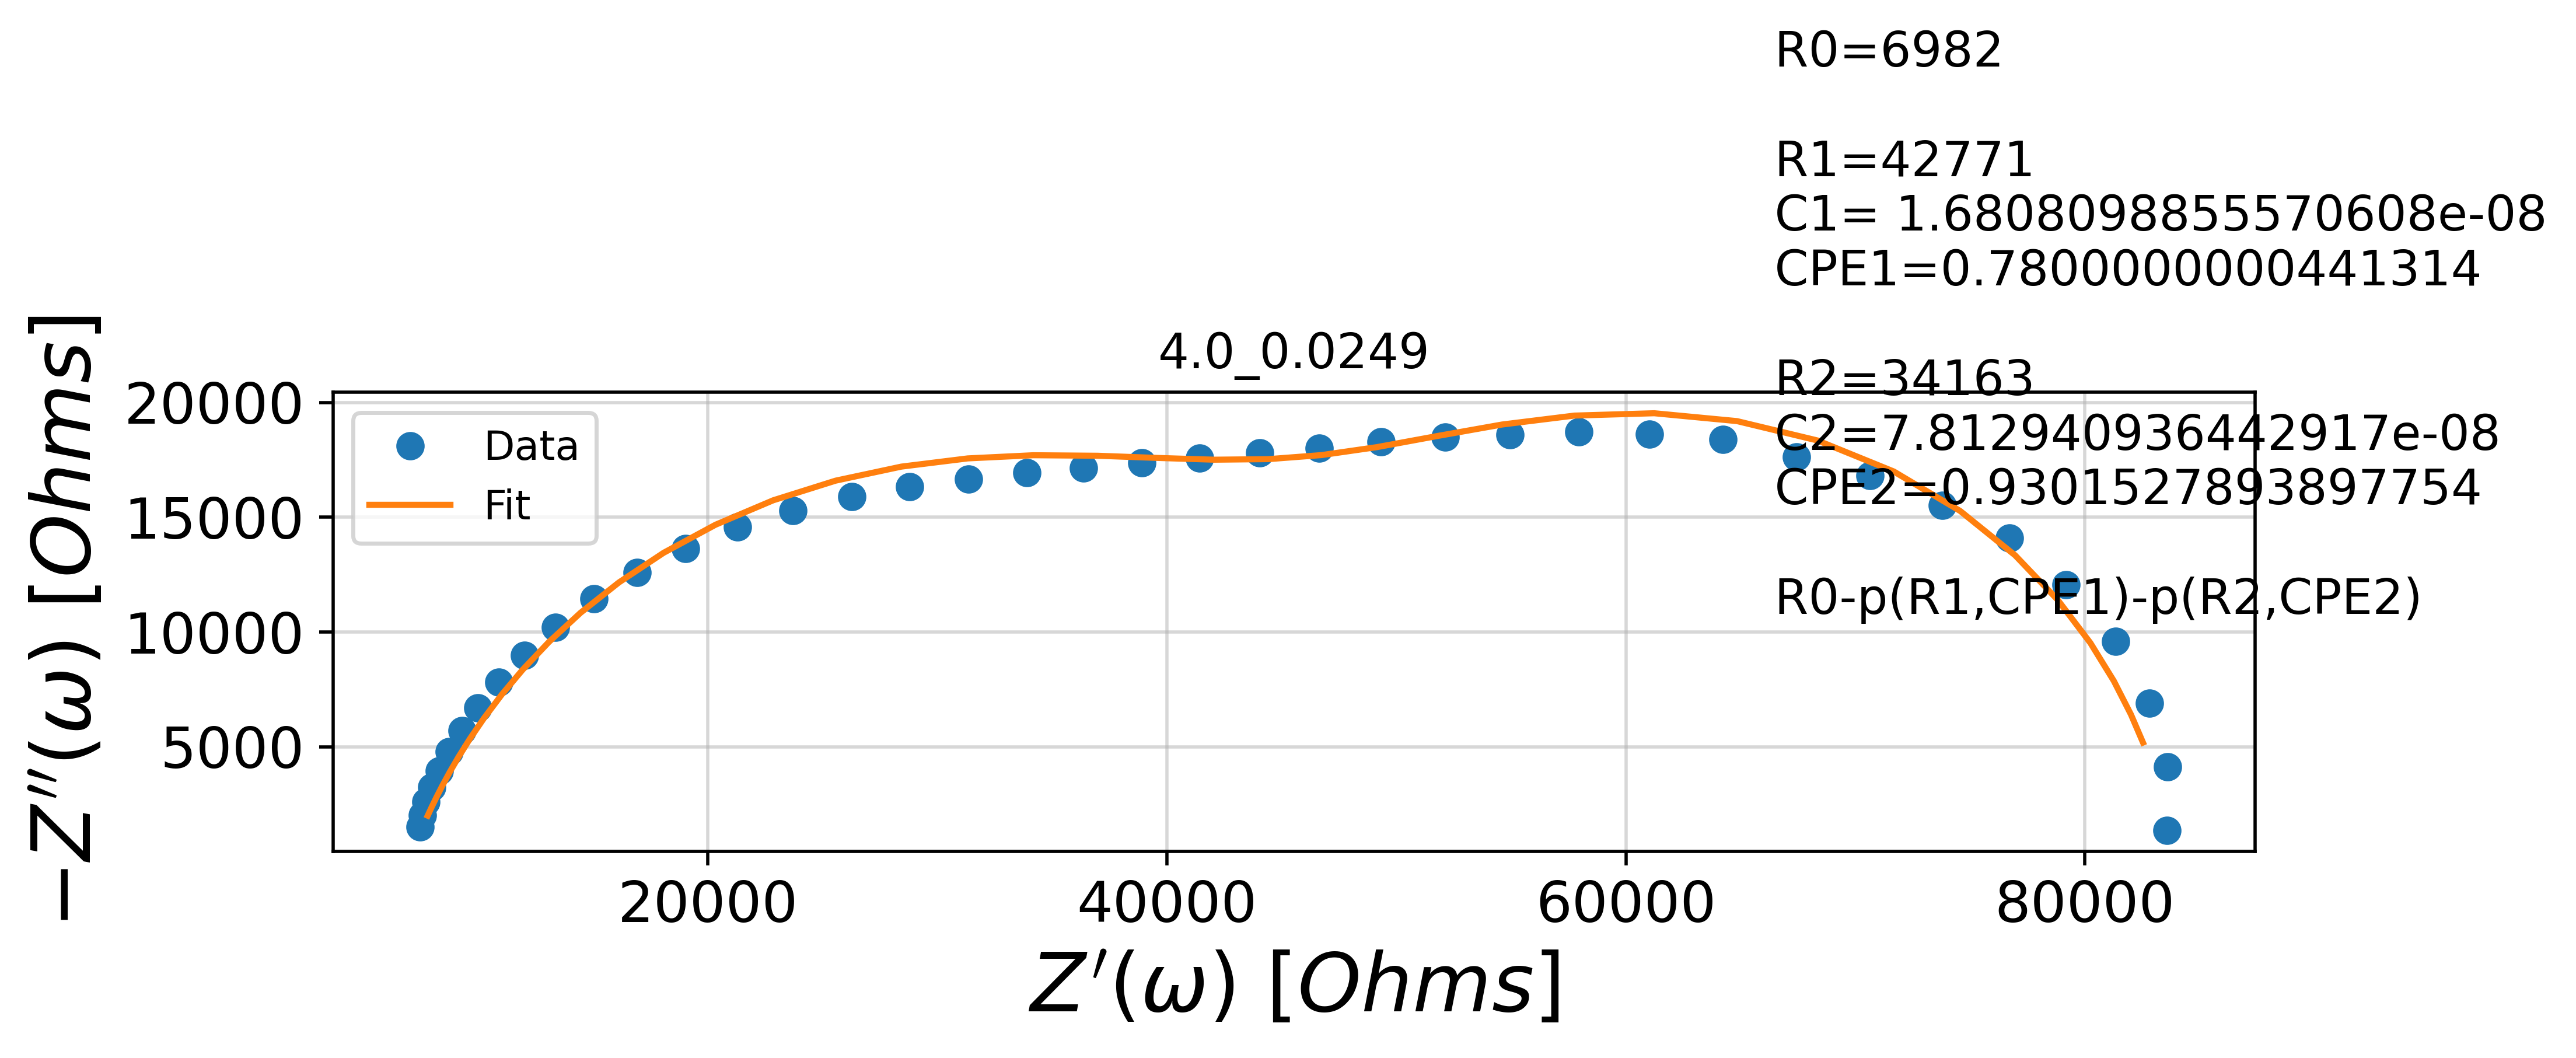 R0=6982
R1=42771
C1= 1.6808098855570608e-08
CPE1=0.7800000000441314
4.0_0.0249
R2=34163
C2=7.812940936442917e-08
CPE2=0.9301527893897754
R0-p(R1,CPE1)-p(R2,CPE2)
Data
Fit
20000
15000
10000
5000
−Z′′(ω) [Ohms]
20000
40000
60000
80000
Z′(ω) [Ohms]